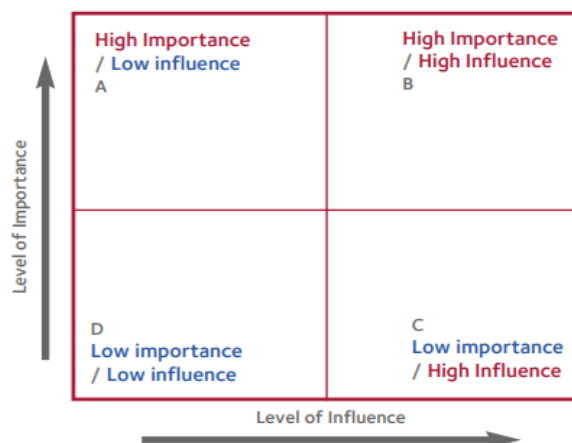 High Importance
/ Low influence
A
High Importance
/ High Influence
B
Level of Importance
D
Low importance
/ Low influence
C
Low importance
/ High Influence
Level of Influence